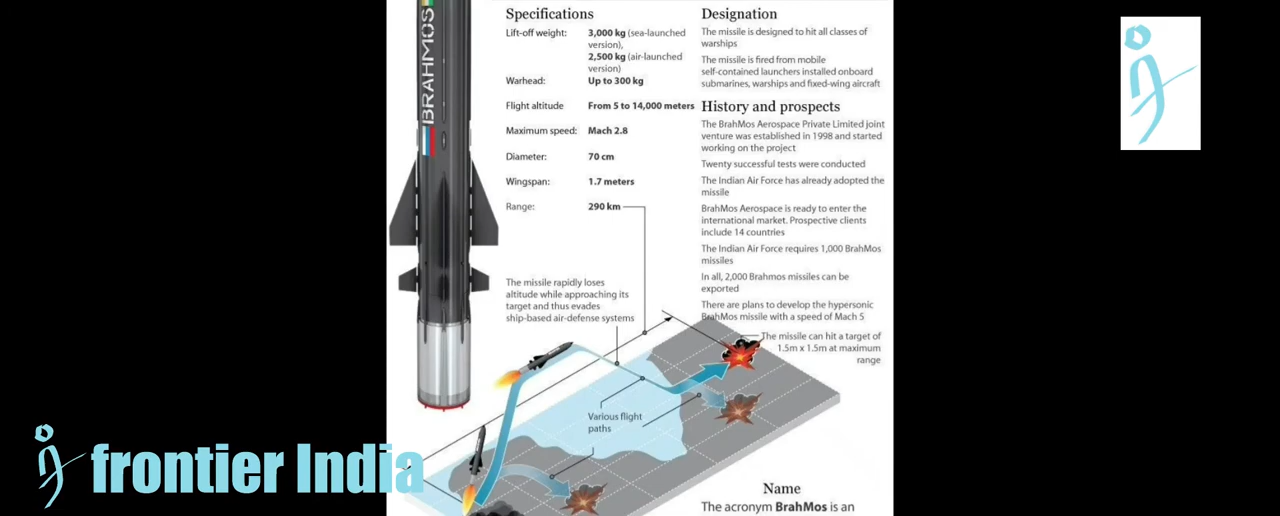 BRAHMOS
Specifications
Lift-off weight:
3,000 kg (sea-launched
version),
2,500 kg (air-launched
version)
Warhead:
Up to 300 kg
Flight altitude
From 5 to 14,000 meters
Maximum speed:
Mach 2.8
Diameter:
70 cm
Wingspan:
1.7 meters
Range:
290 km
The missile rapidly loses
altitude while approaching its
target and thus evades
ship-based air-defense systems
Designation
The missile is designed to hit all classes of
warships
The missile is fired from mobile
self-contained launchers installed onboard
submarines, warships and fixed-wing aircraft
History and prospects
The BrahMos Aerospace Private Limited joint
venture was established in 1998 and started
working on the project
Twenty successful tests were conducted
The Indian Air Force has already adopted the
missile
BrahMos Aerospace is ready to enter the
international market. Prospective clients
include 14 countries
The Indian Air Force requires 1,000 BrahMos
missiles
In all, 2,000 Brahmos missiles can be
exported
There are plans to develop the hypersonic
BrahMos missile with a speed of Mach 5
The missile can hit a target of
1.5m x 1.5m at maximum
range
Various flight
paths
Name
The acronym BrahMos is an
frontier India